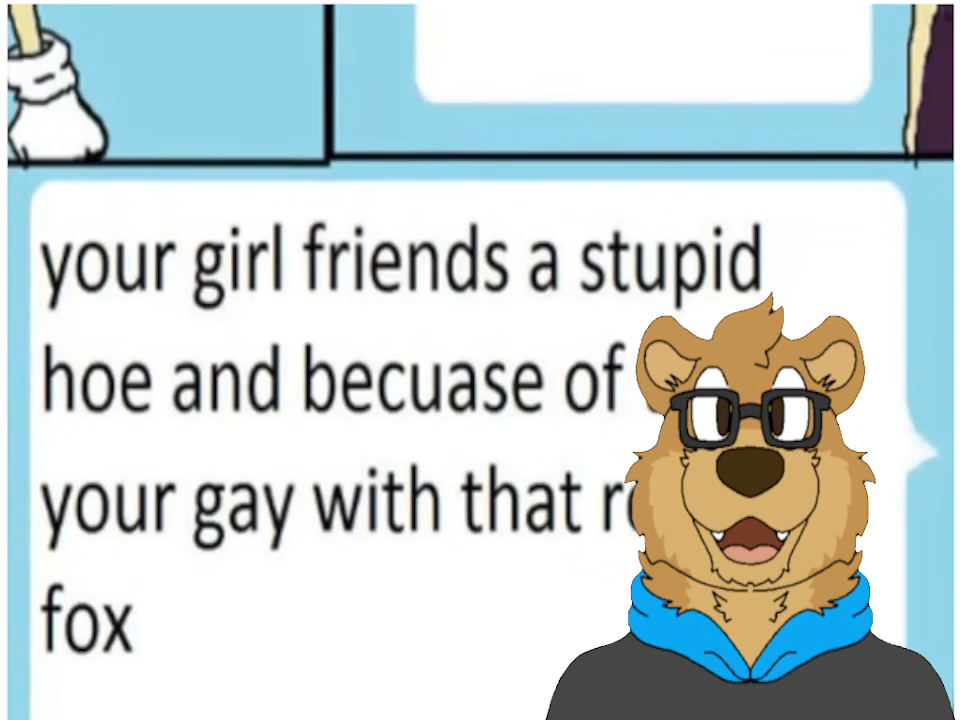 your girl friends a stupid
hoe and becuase of
your gay with that
fox